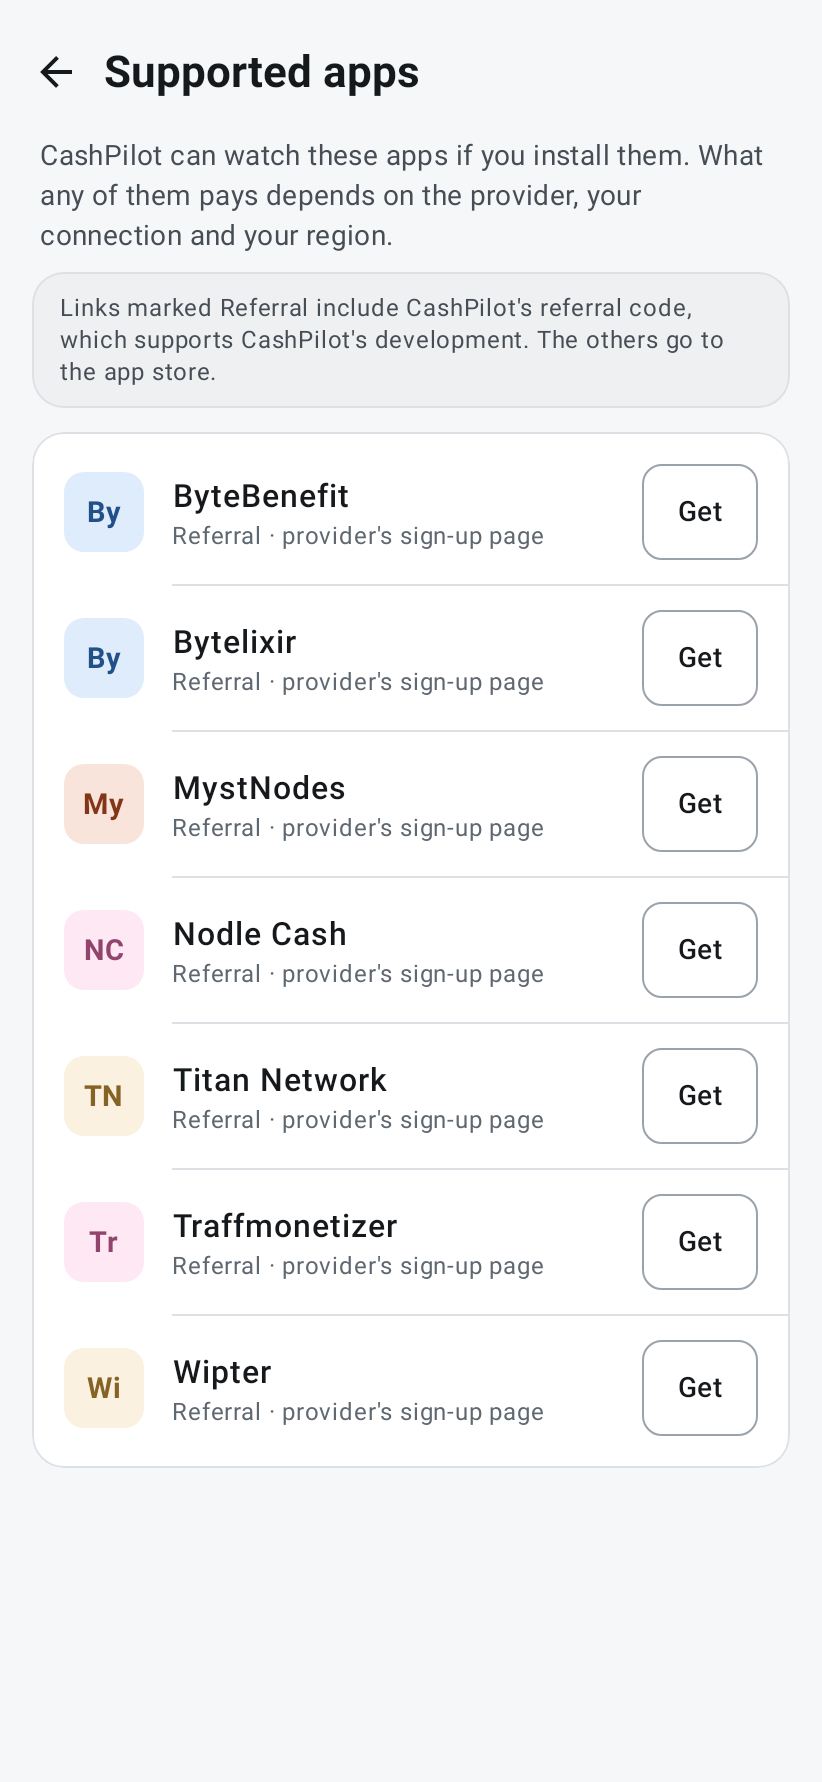 Supported apps
CashPilot can watch these apps if you install them. What
any of them pays depends on the provider, your
connection and your region.
Links marked Referral include CashPilot's referral code,
which supports CashPilot's development. The others go to
the app store.
By
ByteBenefit
Referral · provider's sign-up page
Get
By
Bytelixir
Referral · provider's sign-up page
Get
My
MystNodes
Referral · provider's sign-up page
Get
NC
Nodle Cash
Referral · provider's sign-up page
Get
TN
Titan Network
Referral · provider's sign-up page
Get
Tr
Traffmonetizer
Referral · provider's sign-up page
Get
Wi
Wipter
Referral · provider's sign-up page
Get